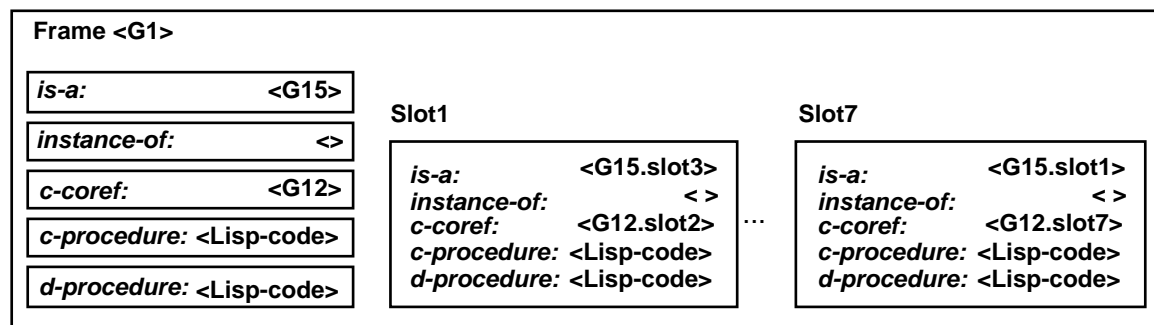 Frame <G1>
is-a: <G15>
instance-of: <>
c-coref: <G12>
c-procedure: <Lisp-code>
d-procedure: <Lisp-code>
Slot1
is-a: <G15.slot3>
instance-of: < >
c-coref: <G12.slot2>
c-procedure: <Lisp-code>
d-procedure: <Lisp-code>
...
Slot7
is-a: <G15.slot1>
instance-of: < >
c-coref: <G12.slot7>
c-procedure: <Lisp-code>
d-procedure: <Lisp-code>